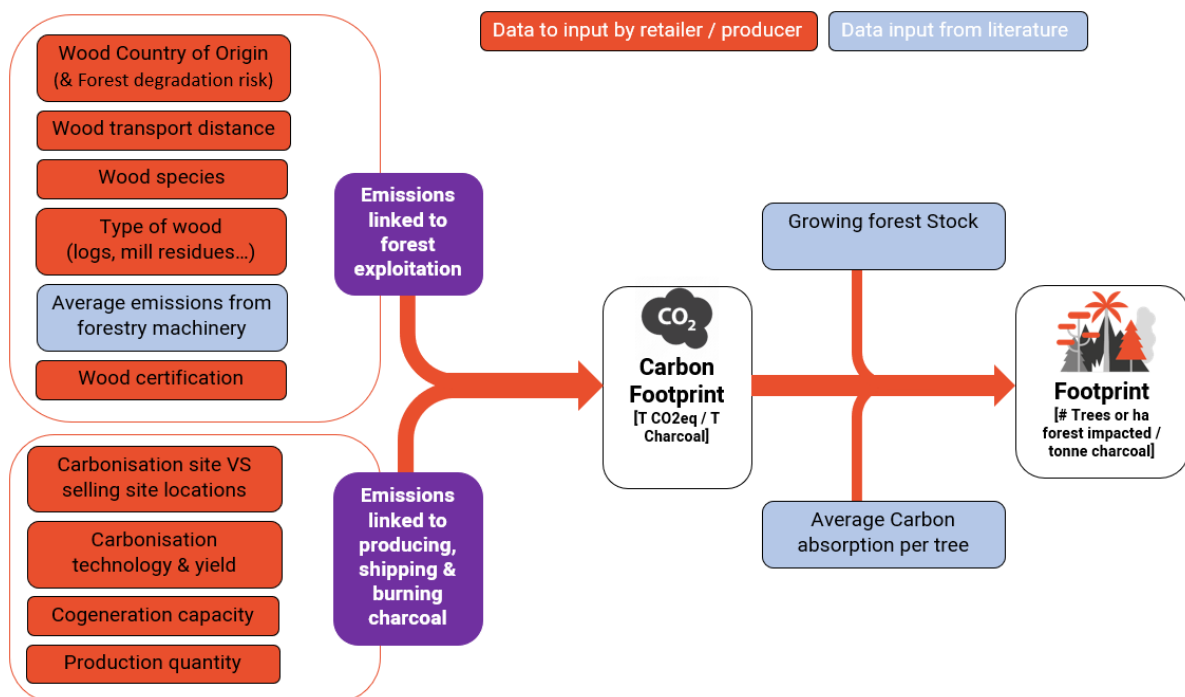 Data to input by retailer / producer
Data input from literature
Wood Country of Origin
(& Forest degradation risk)
Wood transport distance
Wood species
Type of wood
(logs, mill residues...)
Average emissions from
forestry machinery
Wood certification
Emissions
linked to
forest
exploitation
Carbonisation site VS
selling site locations
Carbonisation
technology & yield
Cogeneration capacity
Production quantity
Emissions
linked to
producing,
shipping &
burning
charcoal
CO₂
Carbon
Footprint
[T CO2eq / T
Charcoal]
Growing forest Stock
Average Carbon
absorption per tree
Footprint
[# Trees or ha
forest impacted /
tonne charcoal]